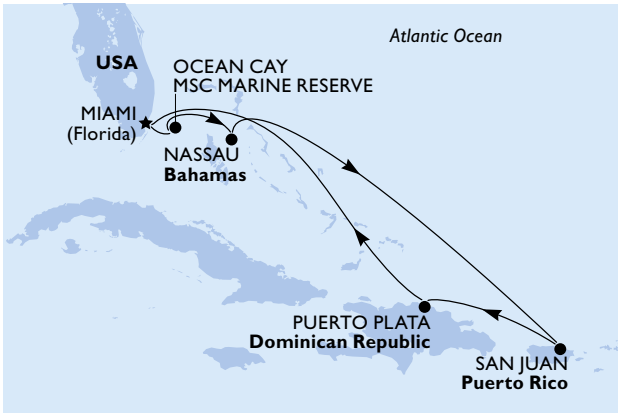 Atlantic Ocean
USA
OCEAN CAY
MSC MARINE RESERVE
MIAMI
(Florida)
NASSAU
Bahamas
PUERTO PLATA
Dominican Republic
SAN JUAN
Puerto Rico